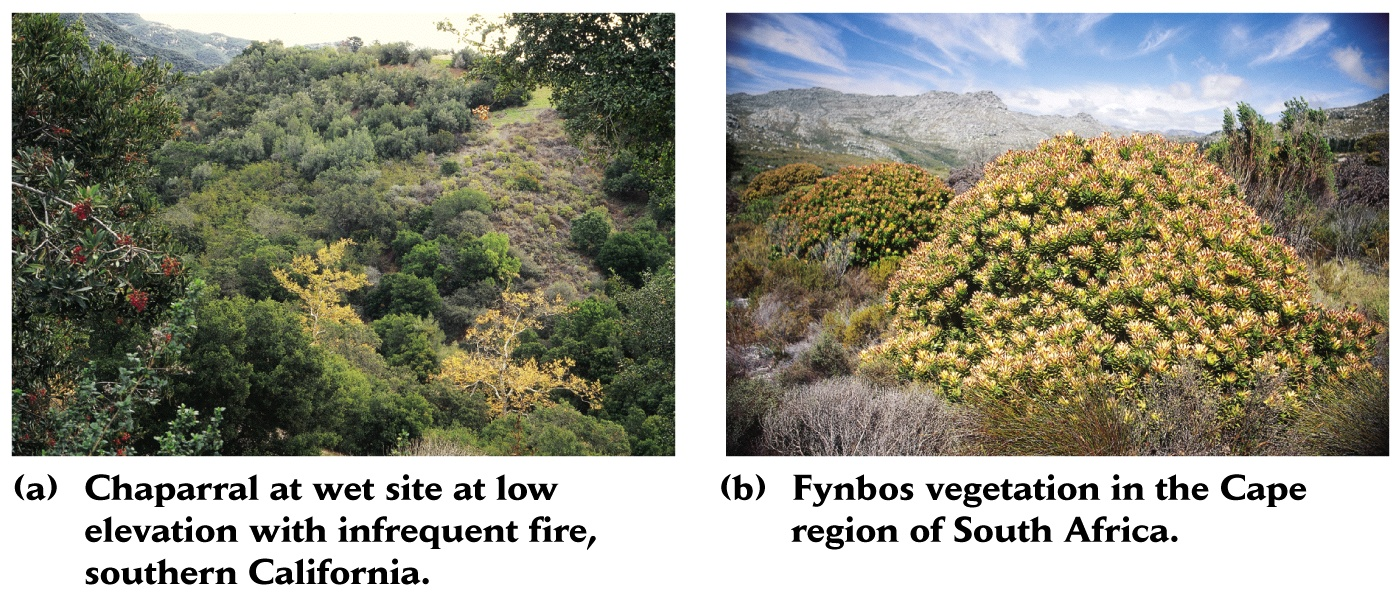 (a) Chaparral at wet site at low
elevation with infrequent fire,
southern California.
(b) Fynbos vegetation in the Cape
region of South Africa.